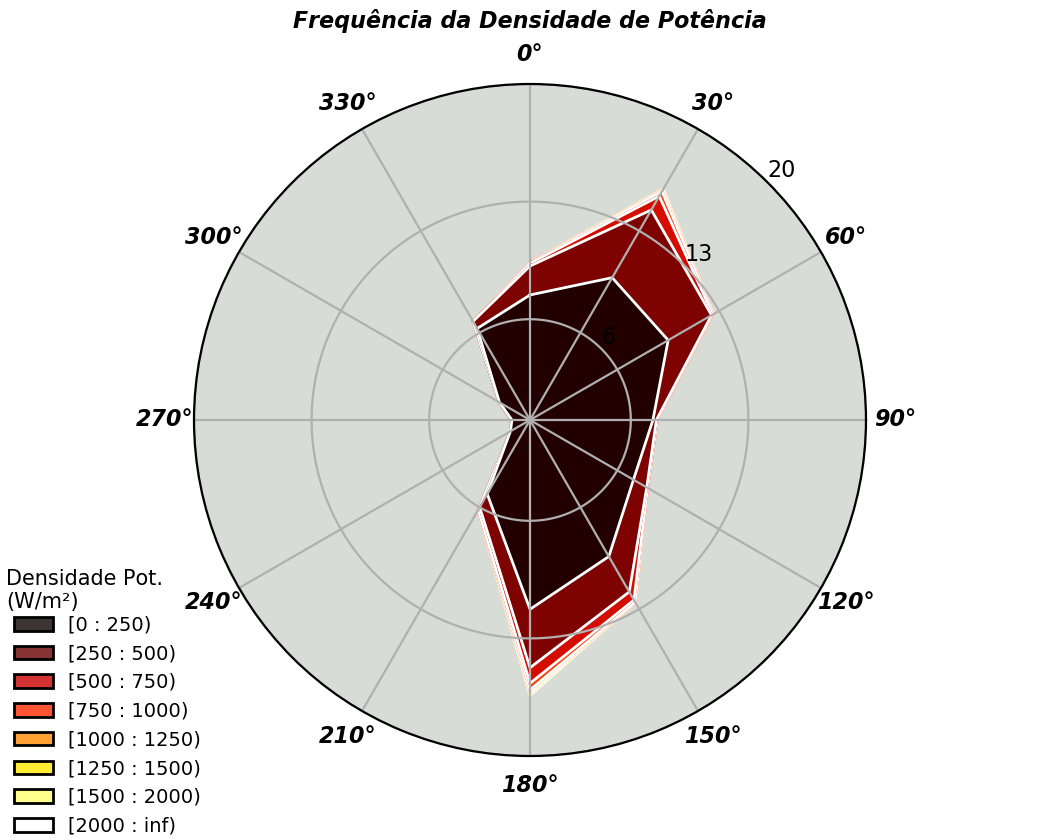 Frequência da Densidade de Potência
0°
330°
30°
20
300°
60°
13
6
270°
90°
240°
120°
210°
150°
180°
Densidade Pot.
(W/m²)
[0 : 250)
[250 : 500)
[500 : 750)
[750 : 1000)
[1000 : 1250)
[1250 : 1500)
[1500 : 2000)
[2000 : inf)